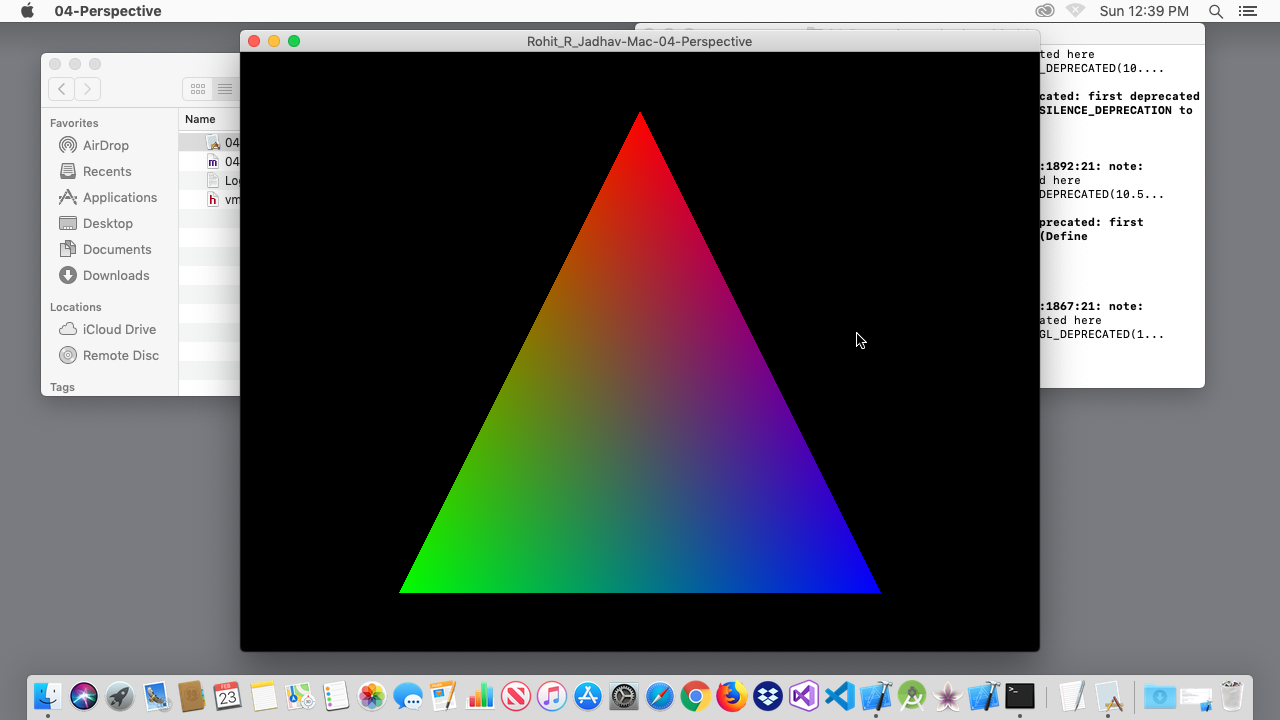 04-Perspective
Sun 12:39 PM
Rohit_R_Jadhav-Mac-04-Perspective
Favorites
AirDrop
Recents
Applications
Desktop
Documents
Downloads
Locations
iCloud Drive
Remote Disc
Tags
Name
04
04
Lo
vm
ted here
_DEPRECATED(10....
cated: first deprecated
SILENCE_DEPRECATION to
:1892:21: note:
d here
DEPRECATED(10.5...
precated: first
(Define
:1867:21: note:
ated here
GL_DEPRECATED(1...
FEB
23